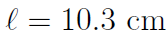 ℓ = 10.3 cm